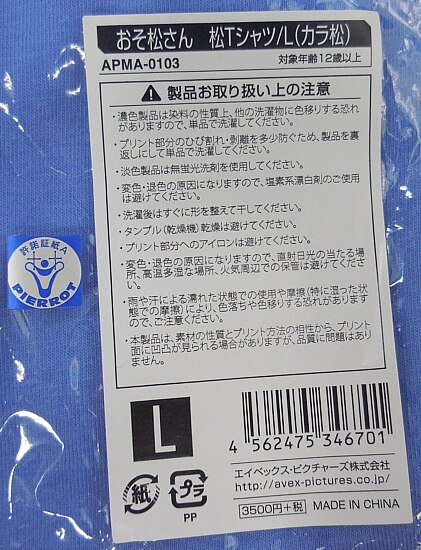 おそ松さん 松Tシャツ/L(カラ松)
APMA-0103 対象年齢12歳以上
製品お取り扱い上の注意
・濃色製品は染料の性質上、他の洗濯物に色移りする恐れ
がありますので、単品で洗濯してください。
・プリント部分のひび割れ・剥離を多少防ぐため、製品を裏
返しにして単品で洗濯してください。
・淡色製品は無蛍光洗剤を使用してください。
・変色・退色の原因になりますので、塩素系漂白剤のご使用
は避けてください。
・洗濯後はすぐに形を整えて干してください。
・タンブル(乾燥機)乾燥は避けてください。
・プリント部分へのアイロンは避けてください。
・変色・退色の原因になりますので、直射日光の当たる場
所、高温多湿な場所、火気周辺での保管は避けてくださ
い。
・雨や汗による濡れた状態での使用や摩擦(特に湿った状
態での摩擦)により、色落ちや色移りする恐れがあります
ので、ご注意ください。
・本製品は、素材の性質とプリント方法の相性から、プリント
面に凹凸が見られる場合がありますが、品質に問題はあり
ません。
許諾証紙A
PIERROT
L
4 562475 346701
紙
プラ
PP
エイベックス・ピクチャーズ株式会社
http://avex-pictures.co.jp/
3500円+税 MADE IN CHINA